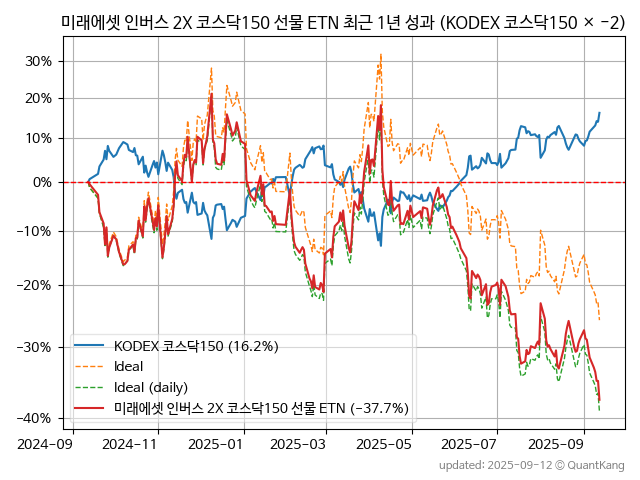 미래에셋 인버스 2X 코스닥150 선물 ETN 최근 1년 성과 (KODEX 코스닥150 × −2)
30%
20%
10%
0%
−10%
−20%
−30%
−40%
KODEX 코스닥150 (16.2%)
Ideal
Ideal (daily)
미래에셋 인버스 2X 코스닥150 선물 ETN (−37.7%)
2024-09 2024-11 2025-01 2025-03 2025-05 2025-07 2025-09
updated: 2025-09-12 © QuantKang